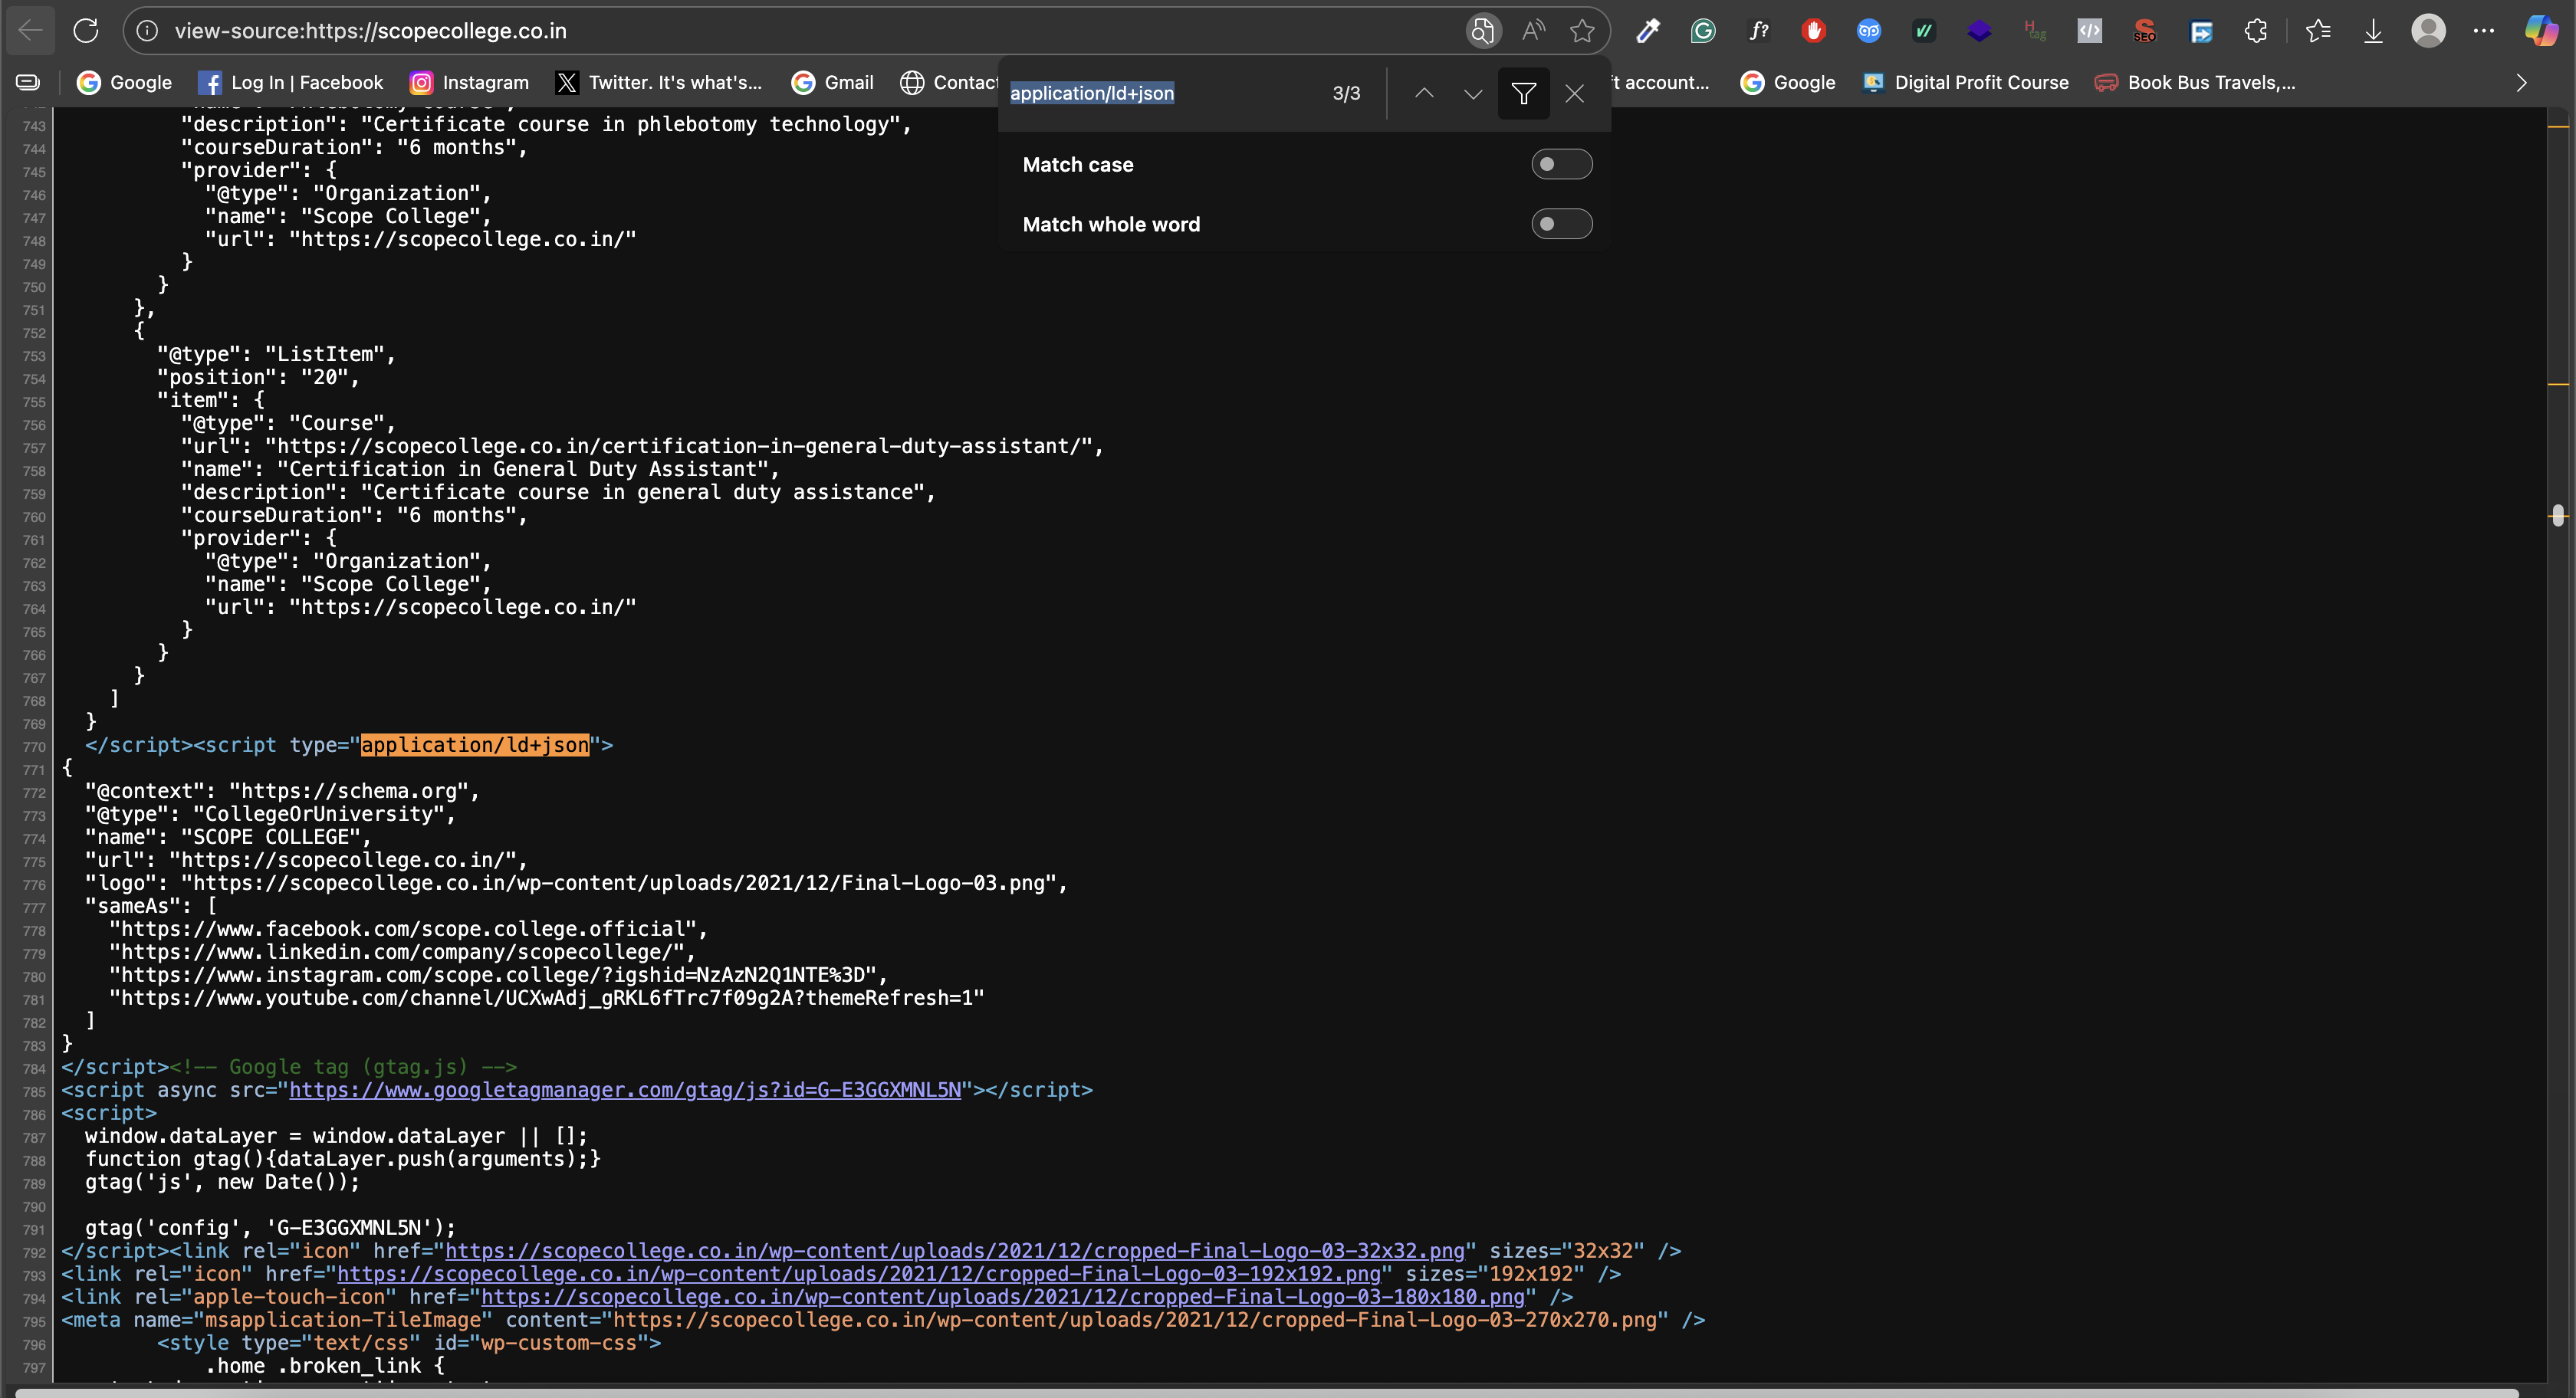 view-source:https://scopecollege.co.in
Google
Log In | Facebook
Instagram
Twitter. It's what's...
Gmail
Contact
ft account...
Google
Digital Profit Course
Book Bus Travels,...
application/ld+json 3/3
Match case
Match whole word
743 "description": "Certificate course in phlebotomy technology",
744 "courseDuration": "6 months",
745 "provider": {
746 "@type": "Organization",
747 "name": "Scope College",
748 "url": "https://scopecollege.co.in/"
749 }
750 }
751 },
752 {
753 "@type": "ListItem",
754 "position": "20",
755 "item": {
756 "@type": "Course",
757 "url": "https://scopecollege.co.in/certification-in-general-duty-assistant/",
758 "name": "Certification in General Duty Assistant",
759 "description": "Certificate course in general duty assistance",
760 "courseDuration": "6 months",
761 "provider": {
762 "@type": "Organization",
763 "name": "Scope College",
764 "url": "https://scopecollege.co.in/"
765 }
766 }
767 }
768 ]
769 }
770 </script><script type="application/ld+json">
771 {
772 "@context": "https://schema.org",
773 "@type": "CollegeOrUniversity",
774 "name": "SCOPE COLLEGE",
775 "url": "https://scopecollege.co.in/",
776 "logo": "https://scopecollege.co.in/wp-content/uploads/2021/12/Final-Logo-03.png",
777 "sameAs": [
778 "https://www.facebook.com/scope.college.official",
779 "https://www.linkedin.com/company/scopecollege/",
780 "https://www.instagram.com/scope.college/?igshid=NzAzN2Q1NTE%3D",
781 "https://www.youtube.com/channel/UCXwAdj_gRKL6fTrc7f09g2A?themeRefresh=1"
782 ]
783 }
784 </script><!-- Google tag (gtag.js) -->
785 <script async src="https://www.googletagmanager.com/gtag/js?id=G-E3GGXMNL5N"></script>
786 <script>
787 window.dataLayer = window.dataLayer || [];
788 function gtag(){dataLayer.push(arguments);}
789 gtag('js', new Date());
790
791 gtag('config', 'G-E3GGXMNL5N');
792 </script><link rel="icon" href="https://scopecollege.co.in/wp-content/uploads/2021/12/cropped-Final-Logo-03-32x32.png" sizes="32x32" />
793 <link rel="icon" href="https://scopecollege.co.in/wp-content/uploads/2021/12/cropped-Final-Logo-03-192x192.png" sizes="192x192" />
794 <link rel="apple-touch-icon" href="https://scopecollege.co.in/wp-content/uploads/2021/12/cropped-Final-Logo-03-180x180.png" />
795 <meta name="msapplication-TileImage" content="https://scopecollege.co.in/wp-content/uploads/2021/12/cropped-Final-Logo-03-270x270.png" />
796 <style type="text/css" id="wp-custom-css">
797 .home .broken_link {